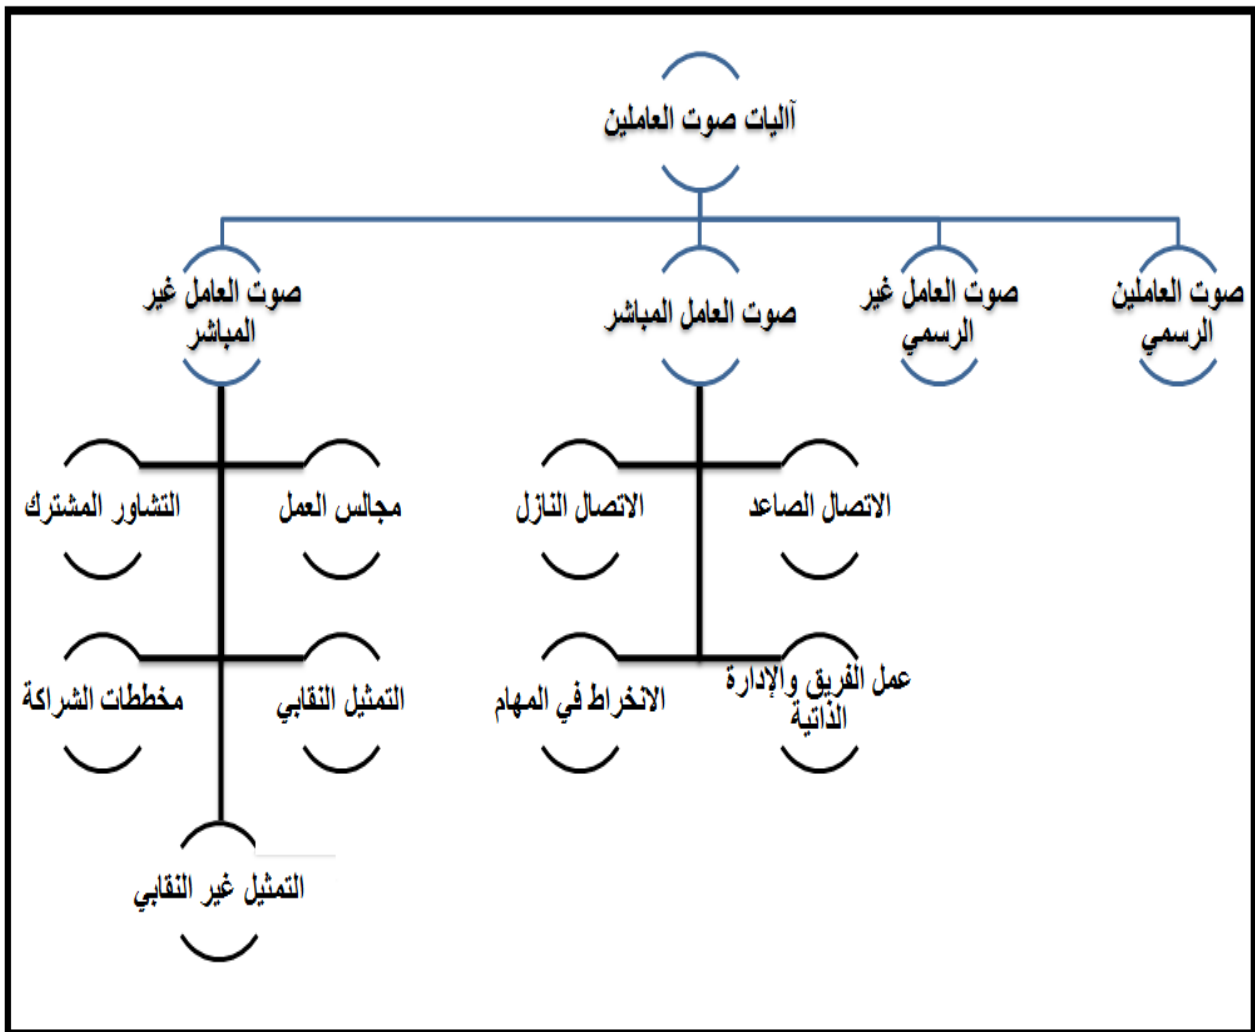 آاليات صوت العاملين
صوت العاملين
الرسمي
صوت العامل غير
الرسمي
صوت العامل المباشر
صوت العامل غير
المباشر
الاتصال الصاعد
الاتصال النازل
عمل الفريق والإدارة
الذاتية
الانخراط في المهام
مجالس العمل
التشاور المشترك
التمثيل النقابي
مخططات الشراكة
التمثيل غير النقابي